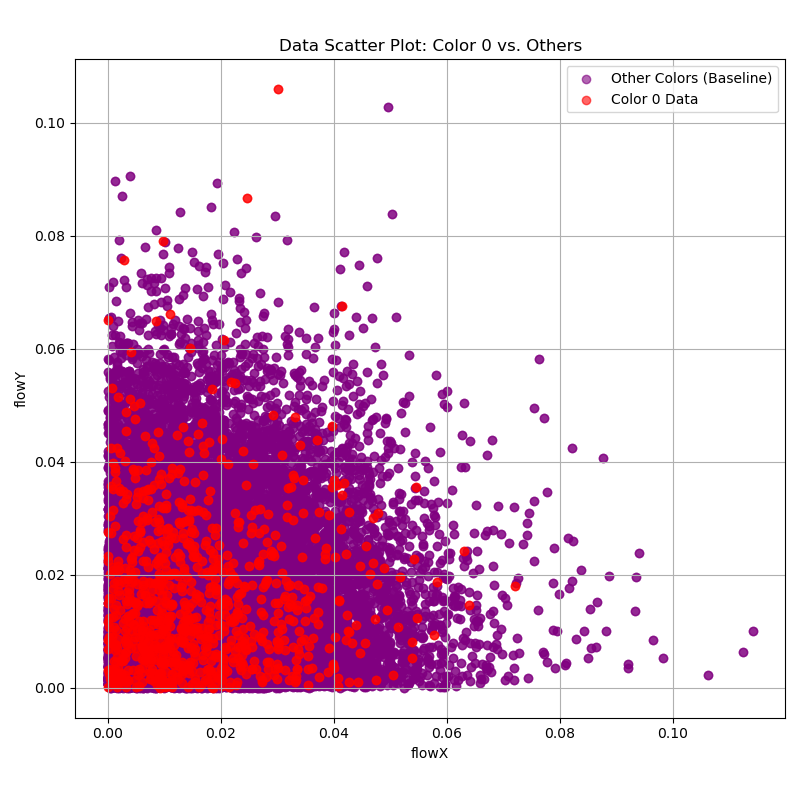 Data Scatter Plot: Color 0 vs. Others
Other Colors (Baseline)
Color 0 Data
flowY
0.10
0.08
0.06
0.04
0.02
0.00
0.00 0.02 0.04 0.06 0.08 0.10
flowX